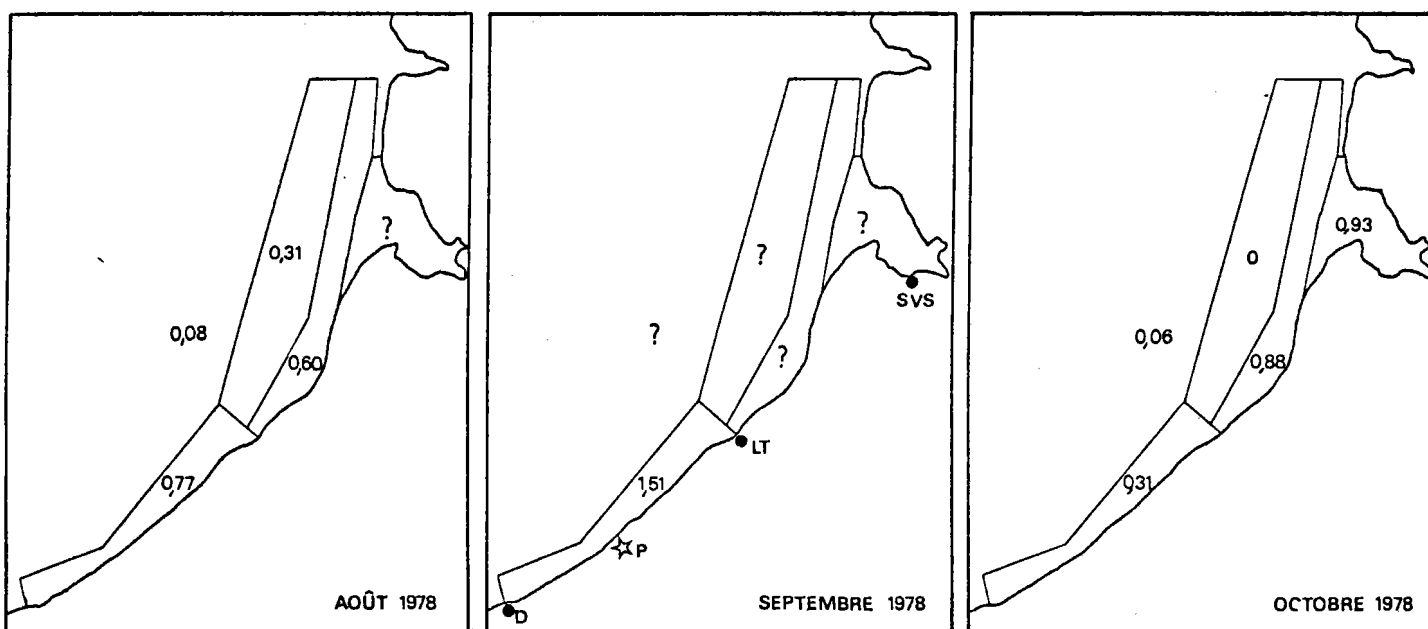 ?
0,31
0,08
0,60
0,77
AOÛT 1978
?
?
SVS
?
?
LT
1,51
P
D
SEPTEMBRE 1978
0,93
0
0,06
0,88
0,31
OCTOBRE 1978